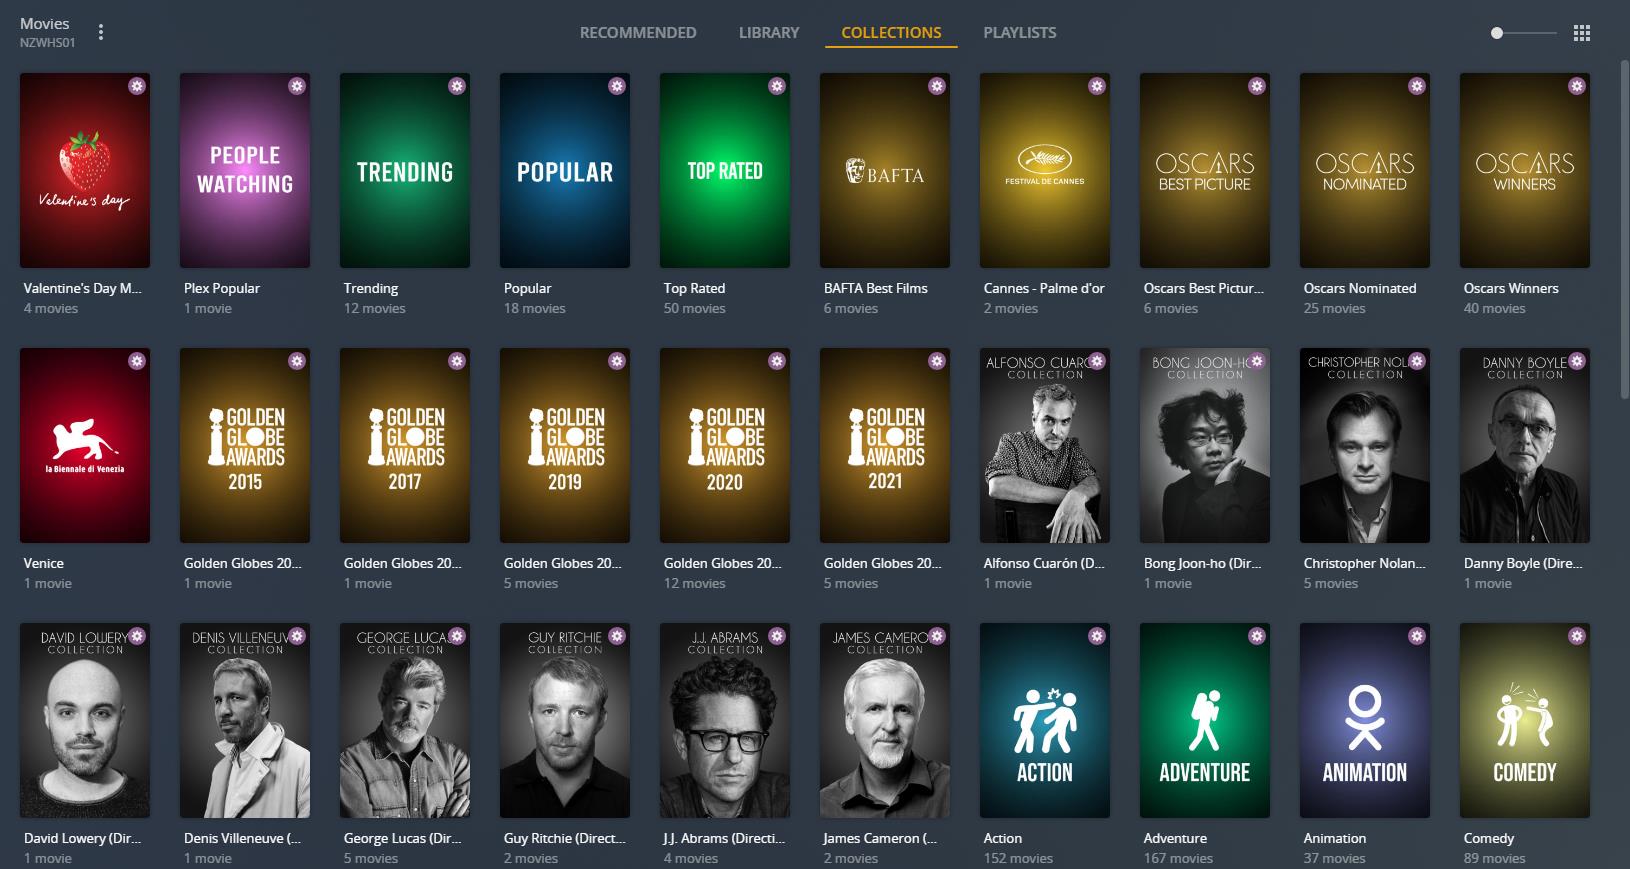 Movies
NZWHS01
RECOMMENDED
LIBRARY
COLLECTIONS
PLAYLISTS
Valentine's day
PEOPLE
WATCHING
TRENDING
POPULAR
TOP RATED
BAFTA
FESTIVAL DE CANNES
OSCARS
BEST PICTURE
OSCARS
NOMINATED
OSCARS
WINNERS
Valentine's Day M...
4 movies
Plex Popular
1 movie
Trending
12 movies
Popular
18 movies
Top Rated
50 movies
BAFTA Best Films
6 movies
Cannes - Palme d'or
2 movies
Oscars Best Pictur...
6 movies
Oscars Nominated
25 movies
Oscars Winners
40 movies
la Biennale di Venezia
GOLDEN
GLOBE
AWARDS
2015
GOLDEN
GLOBE
AWARDS
2017
GOLDEN
GLOBE
AWARDS
2019
GOLDEN
GLOBE
AWARDS
2020
GOLDEN
GLOBE
AWARDS
2021
ALFONSO CUARO
COLLECTION
BONG JOON-HO
COLLECTION
CHRISTOPHER NOL
COLLECTION
DANNY BOYLE
COLLECTION
Venice
1 movie
Golden Globes 20...
1 movie
Golden Globes 20...
1 movie
Golden Globes 20...
5 movies
Golden Globes 20...
12 movies
Golden Globes 20...
5 movies
Alfonso Cuarón (D...
1 movie
Bong Joon-ho (Dir...
1 movie
Christopher Nolan...
5 movies
Danny Boyle (Dire...
1 movie
DAVID LOWERY
COLLECTION
DENIS VILLENEUV
COLLECTION
GEORGE LUCAS
COLLECTION
GUY RITCHIE
COLLECTION
J.J. ABRAMS
COLLECTION
JAMES CAMERO
COLLECTION
ACTION
ADVENTURE
ANIMATION
COMEDY
David Lowery (Dir...
1 movie
Denis Villeneuve (...
1 movie
George Lucas (Dir...
5 movies
Guy Ritchie (Direct...
2 movies
J.J. Abrams (Directi...
4 movies
James Cameron (...
2 movies
Action
152 movies
Adventure
167 movies
Animation
37 movies
Comedy
89 movies